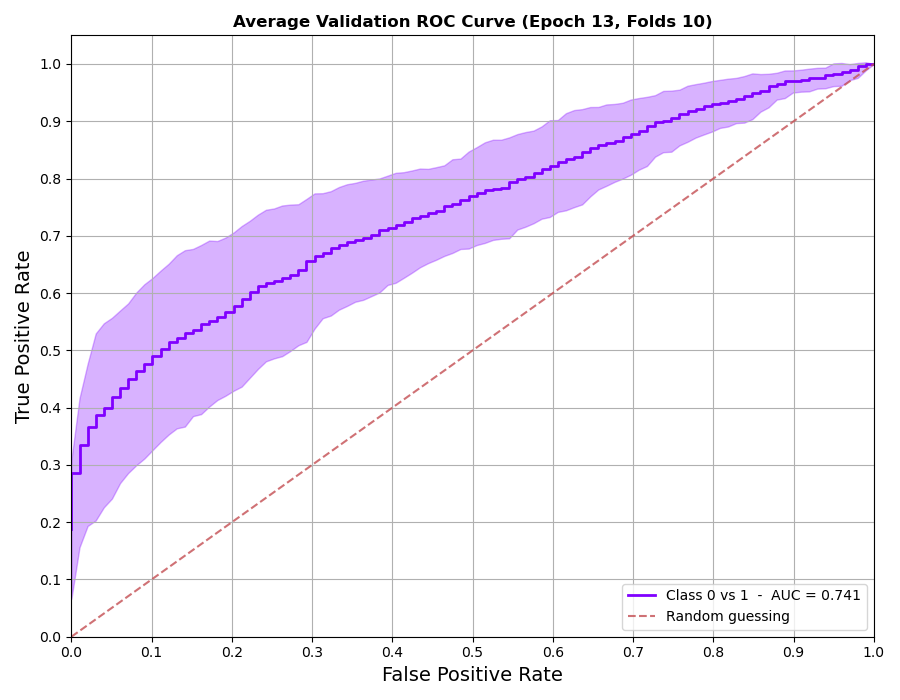 Average Validation ROC Curve (Epoch 13, Folds 10)
True Positive Rate
1.0
0.9
0.8
0.7
0.6
0.5
0.4
0.3
0.2
0.1
0.0
Class 0 vs 1 - AUC = 0.741
Random guessing
0.0 0.1 0.2 0.3 0.4 0.5 0.6 0.7 0.8 0.9 1.0
False Positive Rate